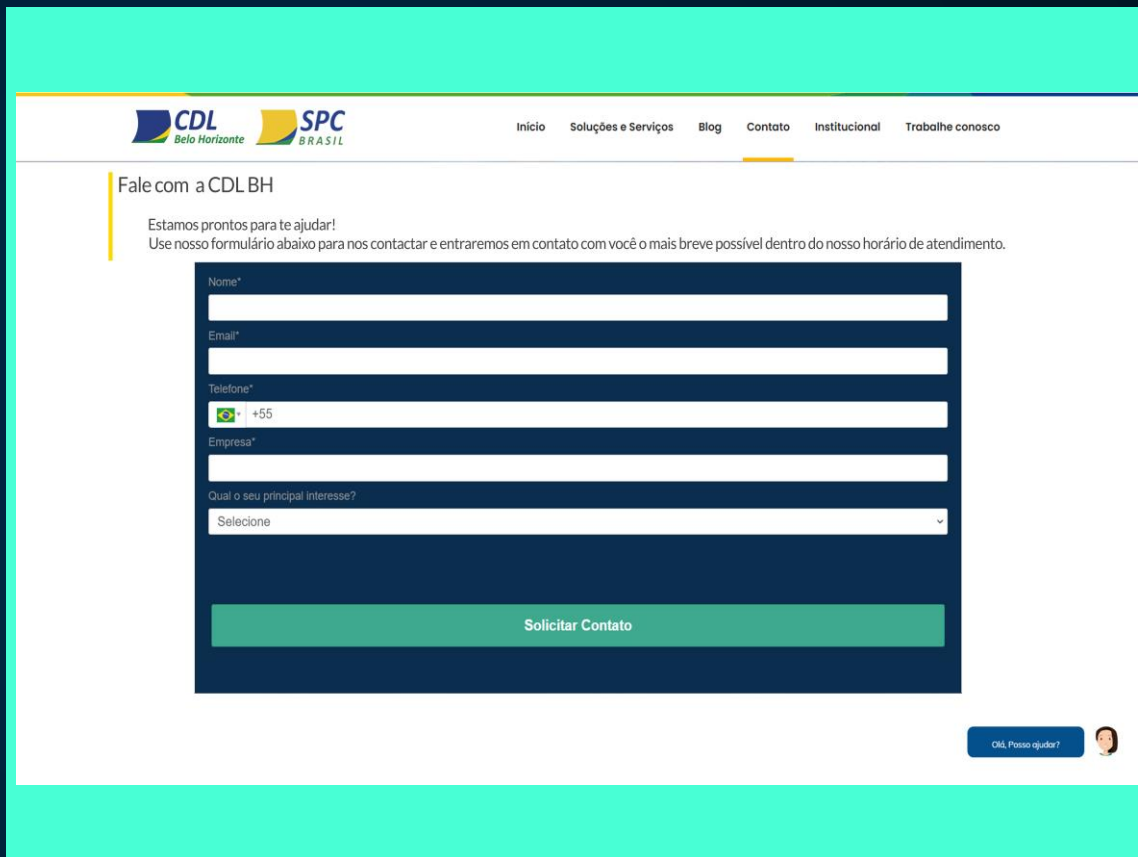 CDL
Belo Horizonte
SPC
BRASIL
Início Soluções e Serviços Blog Contato Institucional Trabalhe conosco
Fale com a CDL BH
Estamos prontos para te ajudar!
Use nosso formulário abaixo para nos contactar e entraremos em contato com você o mais breve possível dentro do nosso horário de atendimento.
Nome*
Email*
Telefone*
+55
Empresa*
Qual o seu principal interesse?
Selecione
Solicitar Contato
Olá, Posso ajudar?